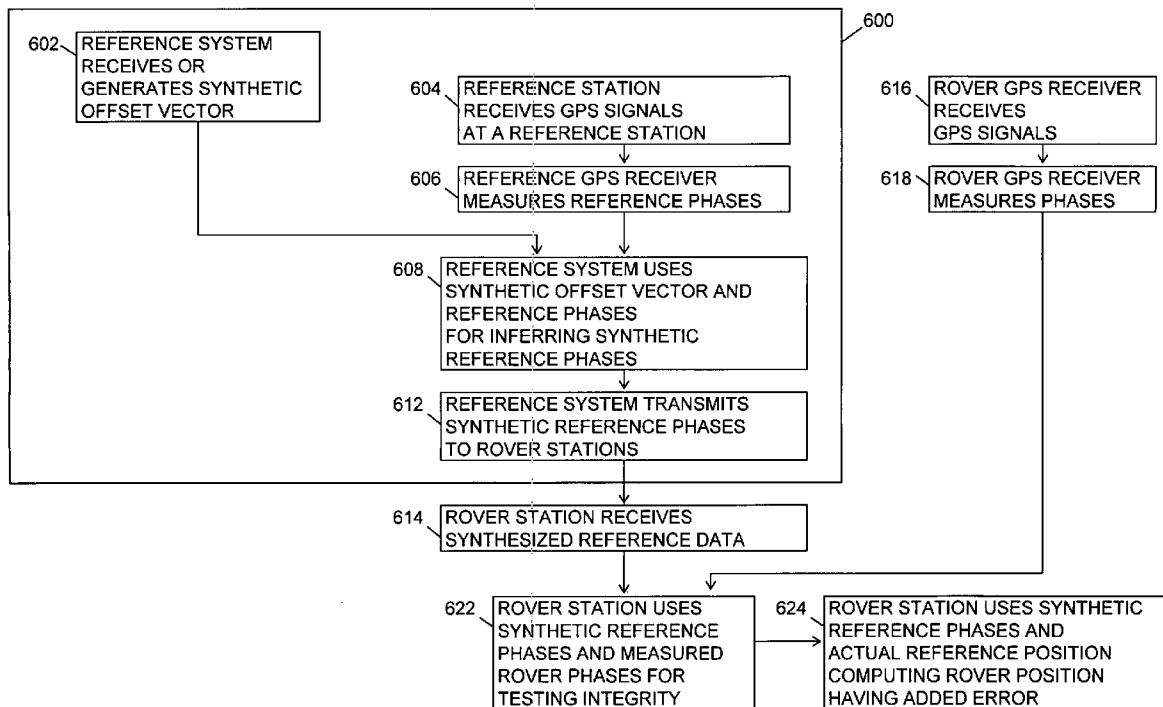 600
602
REFERENCE SYSTEM
RECEIVES OR
GENERATES SYNTHETIC
OFFSET VECTOR
604
REFERENCE STATION
RECEIVES GPS SIGNALS
AT A REFERENCE STATION
616
ROVER GPS RECEIVER
RECEIVES
GPS SIGNALS
606
REFERENCE GPS RECEIVER
MEASURES REFERENCE PHASES
618
ROVER GPS RECEIVER
MEASURES PHASES
608
REFERENCE SYSTEM USES
SYNTHETIC OFFSET VECTOR AND
REFERENCE PHASES
FOR INFERRING SYNTHETIC
REFERENCE PHASES
612
REFERENCE SYSTEM TRANSMITS
SYNTHETIC REFERENCE PHASES
TO ROVER STATIONS
614
ROVER STATION RECEIVES
SYNTHESIZED REFERENCE DATA
622
ROVER STATION USES
SYNTHETIC REFERENCE
PHASES AND MEASURED
ROVER PHASES FOR
TESTING INTEGRITY
624
ROVER STATION USES SYNTHETIC
REFERENCE PHASES AND
ACTUAL REFERENCE POSITION
COMPUTING ROVER POSITION
HAVING ADDED ERROR